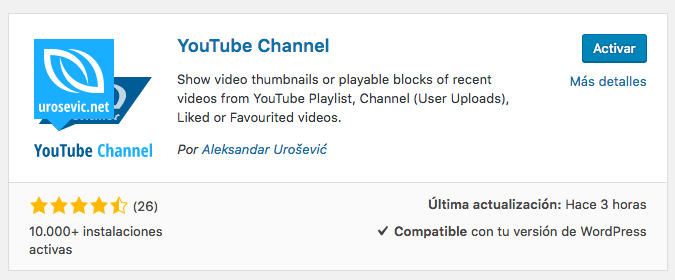 YouTube Channel
Activar
Show video thumbnails or playable blocks of recent
Más detalles
videos from YouTube Playlist, Channel (User Uploads),
Liked or Favourited videos.
Por Aleksandar Urošević
urosevic.net
YouTube Channel
(26)
10.000+ instalaciones
activas
Última actualización: Hace 3 horas
Compatible con tu versión de WordPress